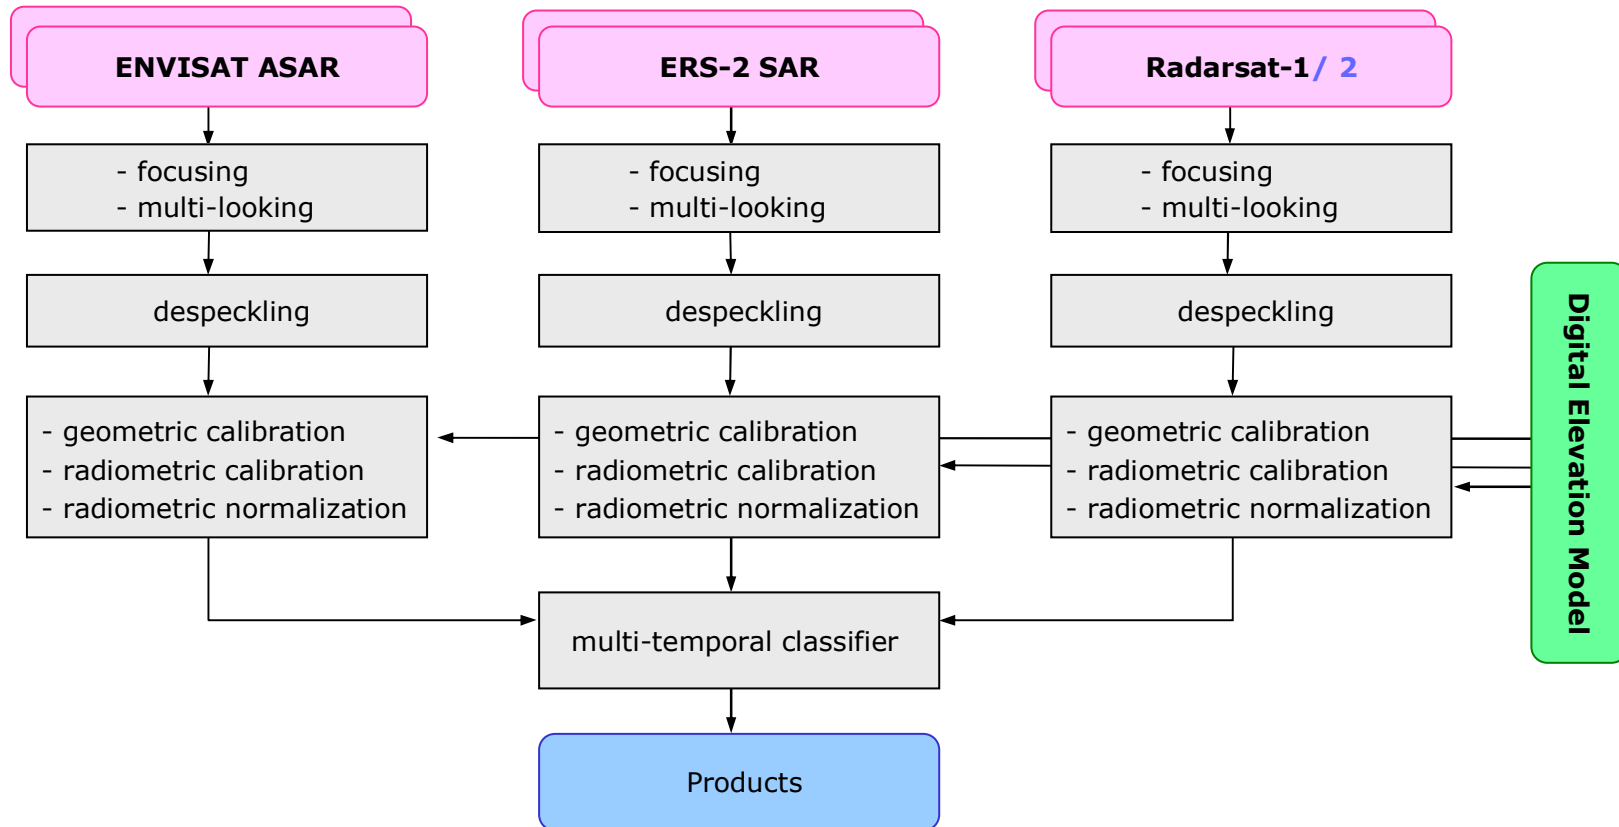 ENVISAT ASAR
ERS-2 SAR
Radarsat-1/ 2
- focusing
- multi-looking
- focusing
- multi-looking
- focusing
- multi-looking
despeckling
despeckling
despeckling
- geometric calibration
- radiometric calibration
- radiometric normalization
- geometric calibration
- radiometric calibration
- radiometric normalization
- geometric calibration
- radiometric calibration
- radiometric normalization
Digital Elevation Model
multi-temporal classifier
Products